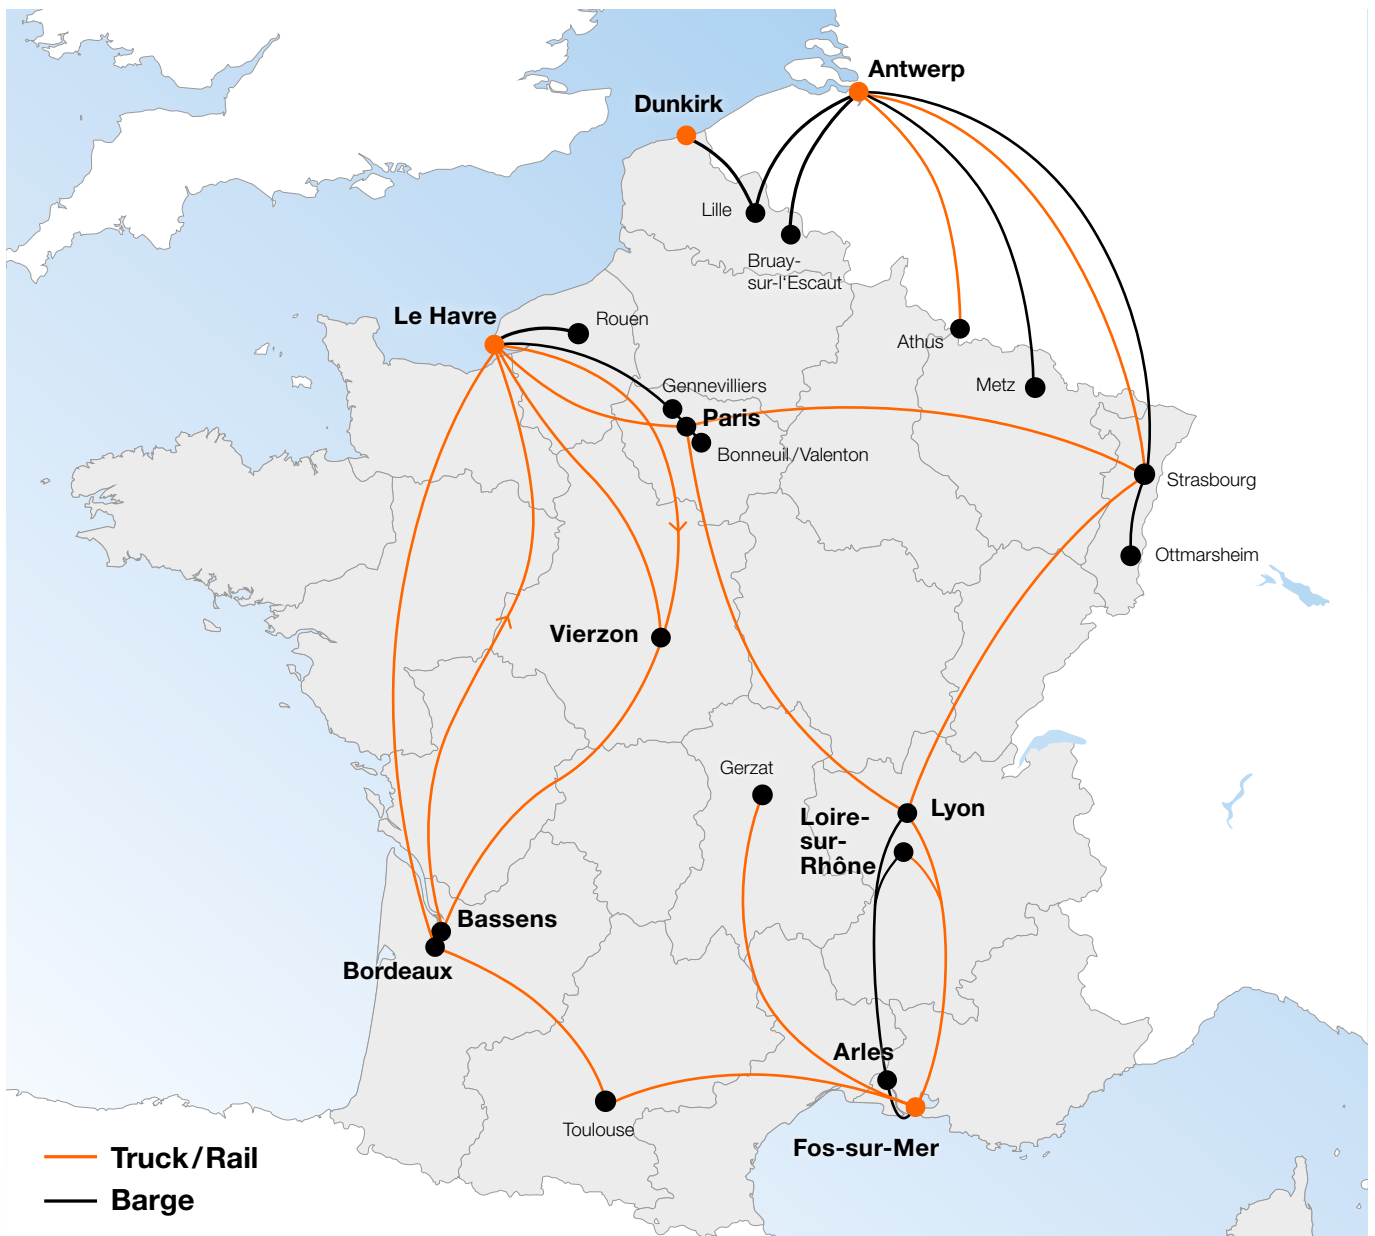 Antwerp
Dunkirk
Lille
Bruay-
sur-l'Escaut
Le Havre
Rouen
Athus
Metz
Gennevilliers
Paris
Bonneuil/Valenton
Strasbourg
Ottmarsheim
Vierzon
Gerzat
Loire-
sur-
Rhône
Lyon
Bassens
Bordeaux
Arles
Toulouse
Fos-sur-Mer
Truck/Rail
Barge